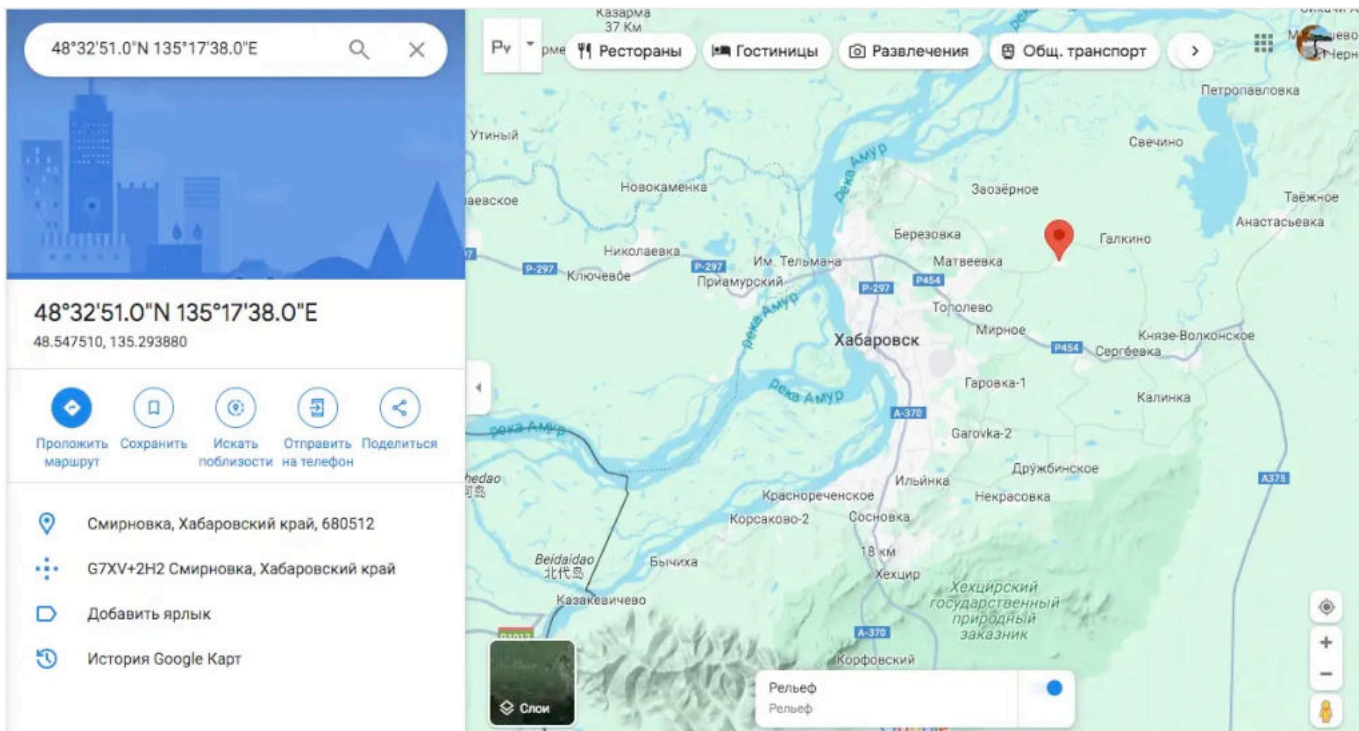 48°32'51.0"N 135°17'38.0"E
48°32'51.0"N 135°17'38.0"E
48.547510, 135.293880
Проложить маршрут
Сохранить
Искать поблизости
Отправить на телефон
Поделиться
Смирновка, Хабаровский край, 680512
G7XV+2H2 Смирновка, Хабаровский край
Добавить ярлык
История Google Карт
Рестораны
Гостиницы
Развлечения
Общ. транспорт
Казарма
37 Км
Петропавловка
Утиный
Свечино
река Амур
Новокаменка
Заозёрное
Таёжное
Анастасьевка
Березовка
Галкино
Николаевка
Им. Тельмана
Матвеевка
P-297
P-297
Ключевое
Приамурский
P-297
P454
Тополево
река Амур
Мирное
Князе-Волконское
Хабаровск
P454
Сергеевка
Гаровка-1
Калинка
река Амур
A-370
река Амур
Garovka-2
Дружбинское
Ильинка
Некрасовка
A375
Краснореченское
Корсаково-2
Сосновка
18 км
Beidaidao
北代岛
Бычиха
Хехцир
Хехцирский
государственный
природный
заказник
Казакевичево
A-370
Корфовский
Слои
Рельеф
Рельеф